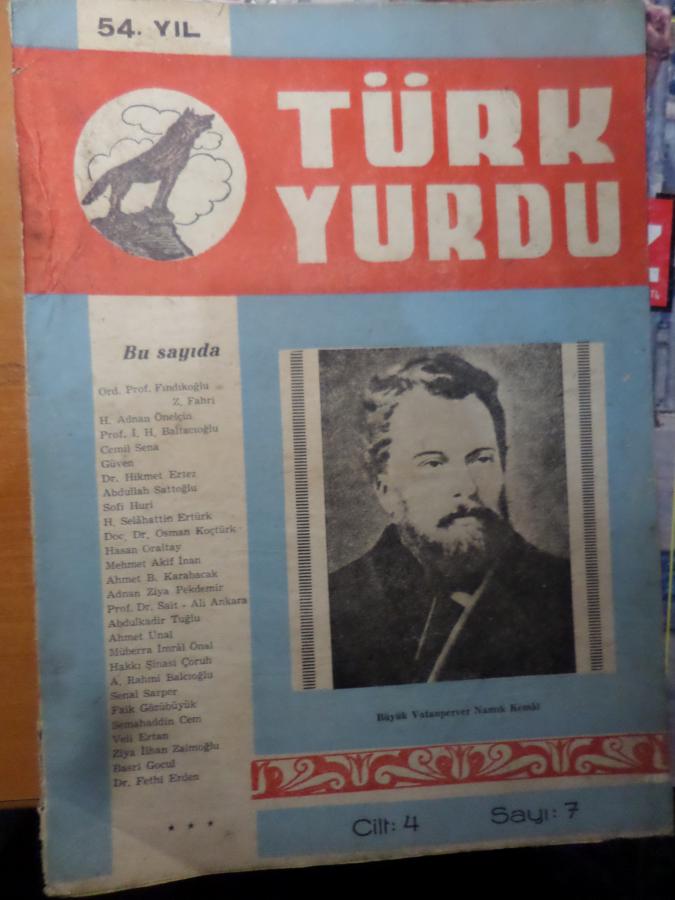 54. YIL
TÜRK
YURDU
Bu sayıda
Ord. Prof. Fındıkoğlu
Z. Fahri
H. Adnan Önelçin
Prof. İ. H. Baltacıoğlu
Cemil Sena
Güven
Dr. Hikmet Ertez
Abdullah Sattoğlu
Sofi Huri
H. Selâhattin Ertürk
Doç. Dr. Osman Koçtürk
Hasan Oraltay
Mehmet Akif İnan
Ahmet B. Karabacak
Adnan Ziya Pekdemir
Prof. Dr. Sait - Ali Ankara
Abdulkadir Tuğlu
Ahmet Ünal
Müberra İmrâl Önal
Hakkı Şinasi Çoruh
A. Rahmi Balcıoğlu
Şenal Sarper
Faik Gözübüyük
Semahaddin Cem
Veli Ertan
Ziya İlhan Zaimoğlu
Basri Gocul
Dr. Fethi Erden
* * *
Büyük Vatanperver Namık Kemâl
Cilt: 4
Sayı: 7